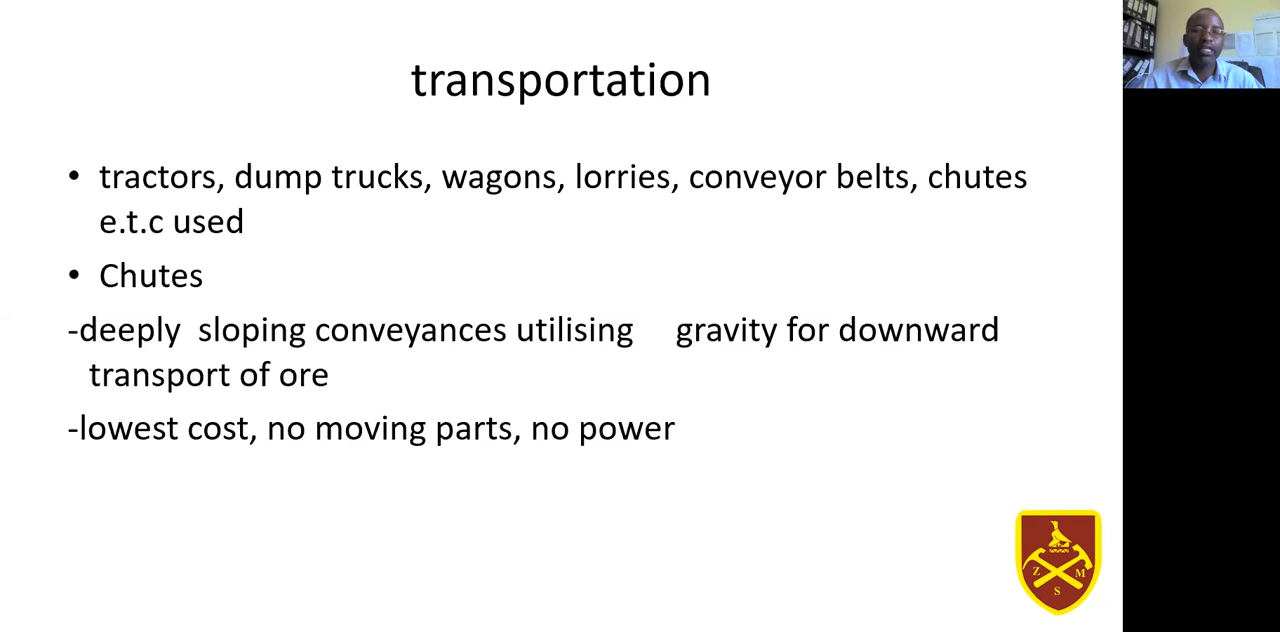 transportation
• tractors, dump trucks, wagons, lorries, conveyor belts, chutes
e.t.c used
• Chutes
-deeply sloping conveyances utilising gravity for downward
transport of ore
-lowest cost, no moving parts, no power
Z M
S